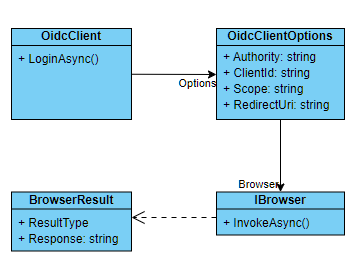 OidcClient
+ LoginAsync()
OidcClientOptions
+ Authority: string
+ ClientId: string
+ Scope: string
+ RedirectUri: string
Options
Browser
BrowserResult
+ ResultType
+ Response: string
IBrowser
+ InvokeAsync()